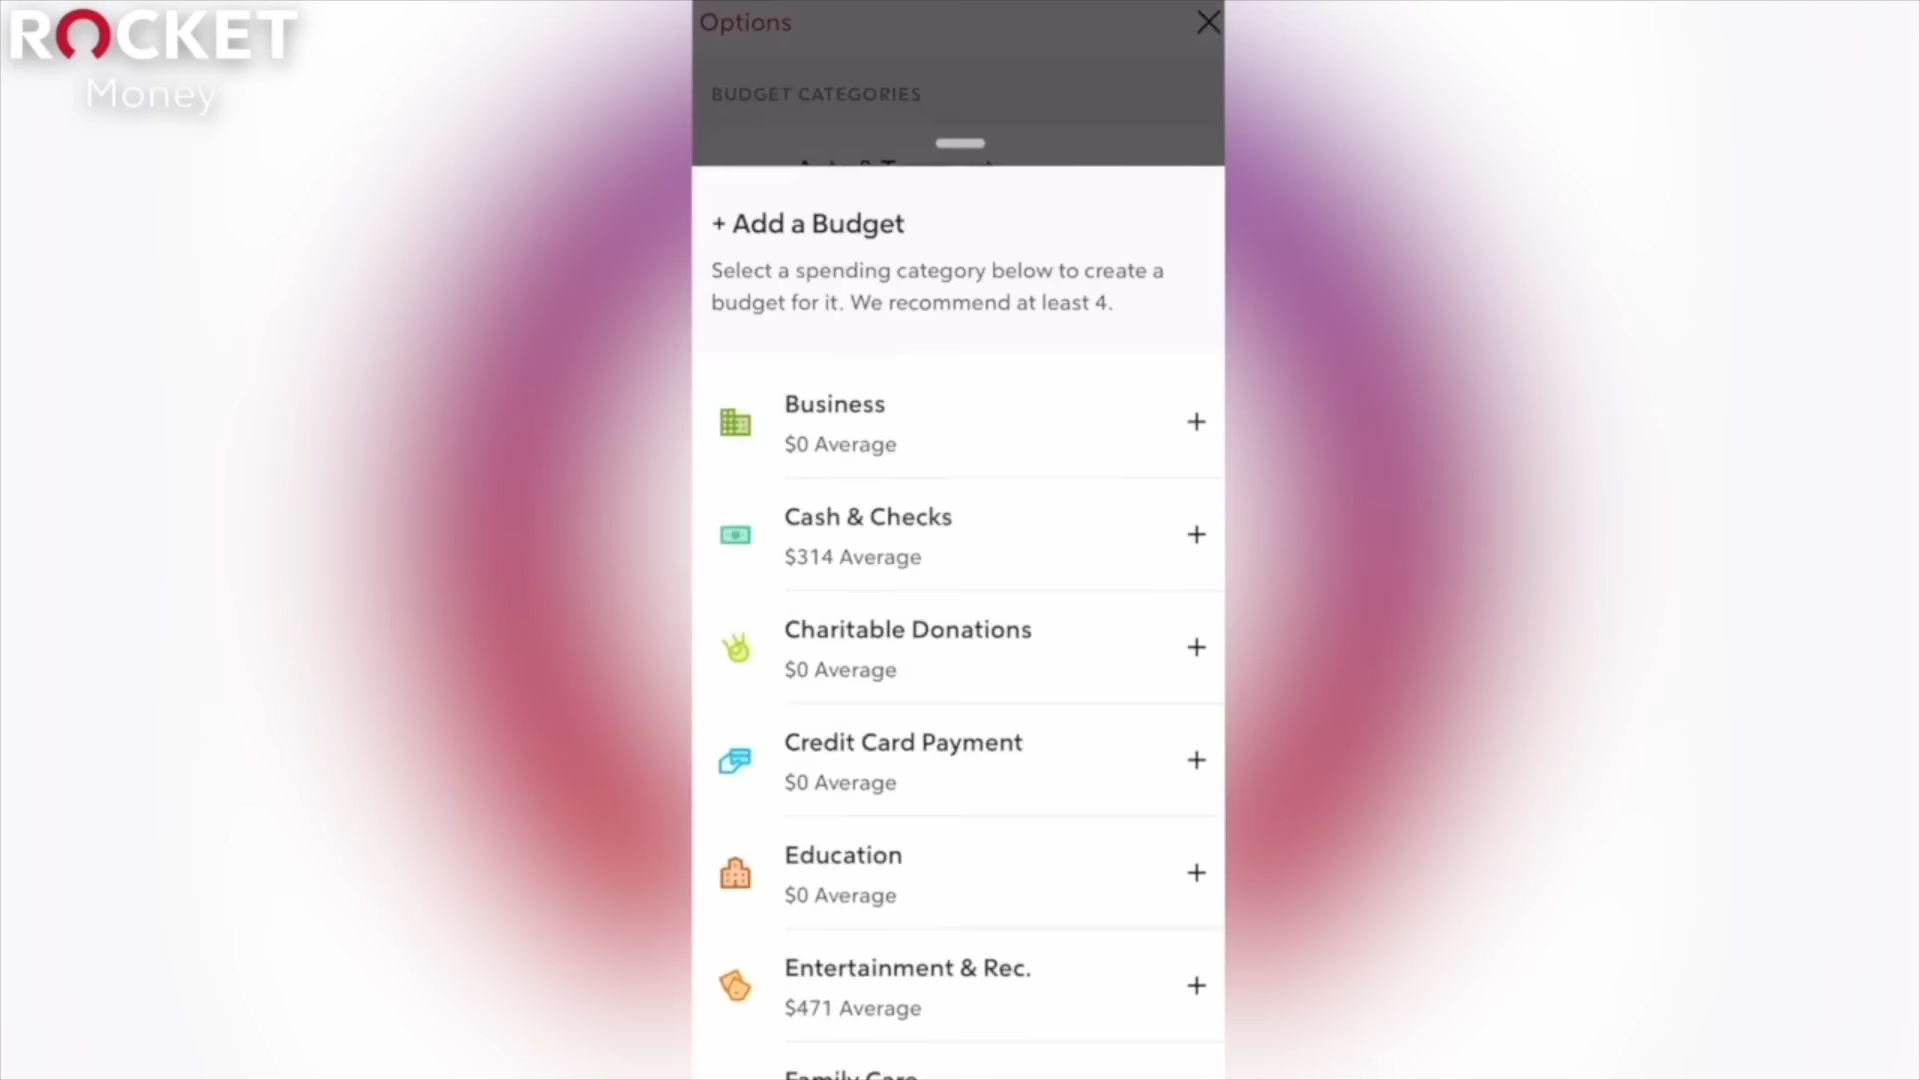 ROCKET
Money
Options
BUDGET CATEGORIES
+ Add a Budget
Select a spending category below to create a
budget for it. We recommend at least 4.
Business
$0 Average
Cash & Checks
$314 Average
Charitable Donations
$0 Average
Credit Card Payment
$0 Average
Education
$0 Average
Entertainment & Rec.
$471 Average
Family Care